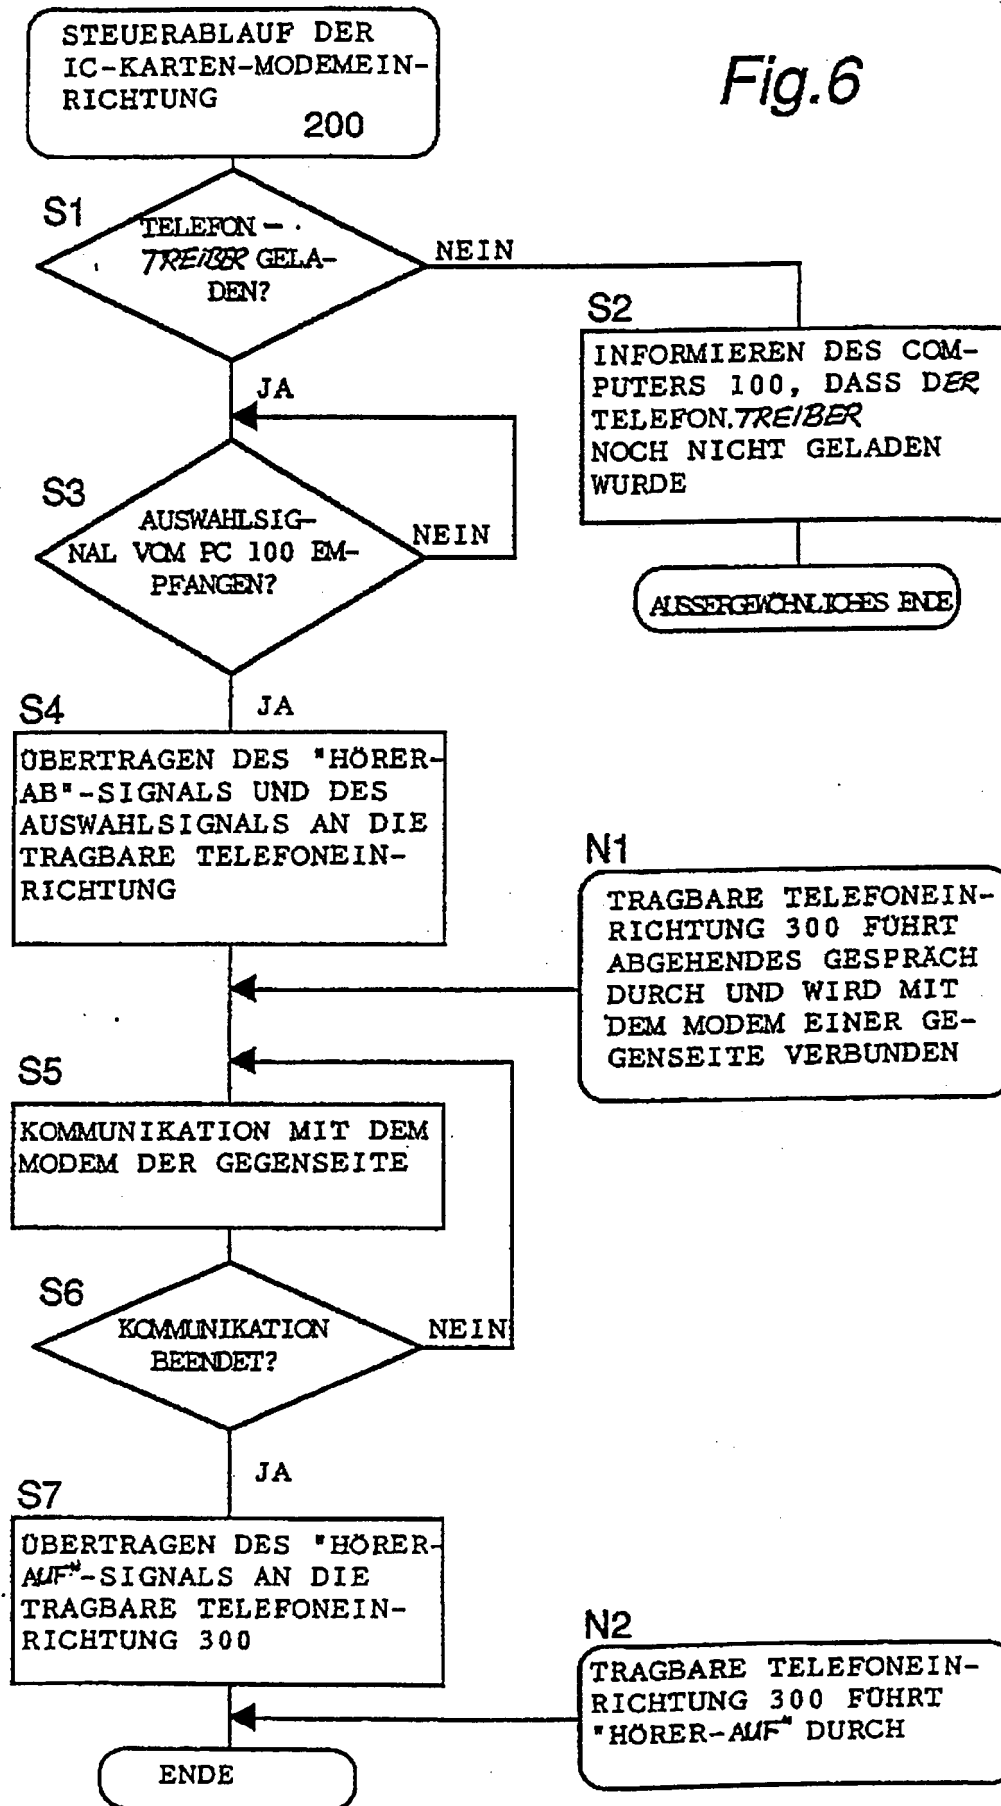 STEUERABLAUF DER
IC-KARTEN-MODEMEIN-
RICHTUNG
200
Fig.6
S1
TELEFON-
TREIBER GELA-
DEN?
NEIN
JA
S2
INFORMIEREN DES COM-
PUTERS 100, DASS DER
TELEFON.TREIBER
NOCH NICHT GELADEN
WURDE
AUSSERGEWÖHNLICHES ENDE
S3
AUSWAHLSIG-
NAL VOM PC 100 EM-
PFANGEN?
NEIN
JA
S4
ÜBERTRAGEN DES "HÖRER-
AB"-SIGNALS UND DES
AUSWAHLSIGNALS AN DIE
TRAGBARE TELEFONEIN-
RICHTUNG
N1
TRAGBARE TELEFONEIN-
RICHTUNG 300 FÜHRT
ABGEHENDES GESPRÄCH
DURCH UND WIRD MIT
DEM MODEM EINER GE-
GENSEITE VERBUNDEN
S5
KOMMUNIKATION MIT DEM
MODEM DER GEGENSEITE
S6
KOMMUNIKATION
BEENDET?
NEIN
JA
S7
ÜBERTRAGEN DES "HÖRER-
AUF"-SIGNALS AN DIE
TRAGBARE TELEFONEIN-
RICHTUNG 300
N2
TRAGBARE TELEFONEIN-
RICHTUNG 300 FÜHRT
"HÖRER-AUF" DURCH
ENDE